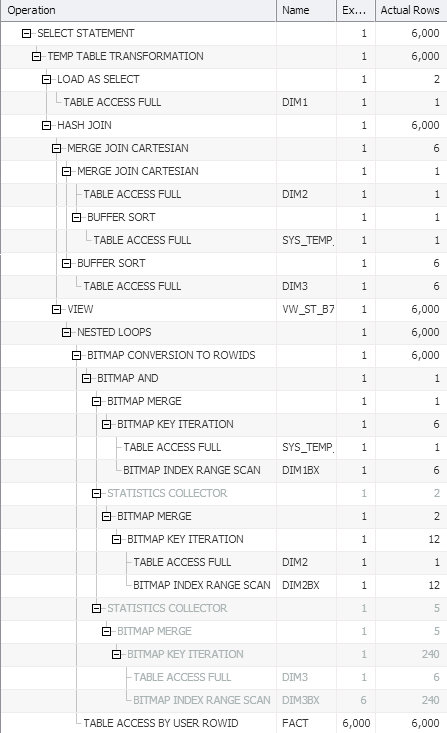 Operation Name Ex... Actual Rows
SELECT STATEMENT 1 6,000
TEMP TABLE TRANSFORMATION 1 6,000
LOAD AS SELECT 1 2
TABLE ACCESS FULL DIM1 1 1
HASH JOIN 1 6,000
MERGE JOIN CARTESIAN 1 6
MERGE JOIN CARTESIAN 1 1
TABLE ACCESS FULL DIM2 1 1
BUFFER SORT 1 1
TABLE ACCESS FULL SYS_TEMP_ 1 1
BUFFER SORT 1 6
TABLE ACCESS FULL DIM3 1 6
VIEW VW_ST_B7 1 6,000
NESTED LOOPS 1 6,000
BITMAP CONVERSION TO ROWIDS 1 6,000
BITMAP AND 1 1
BITMAP MERGE 1 1
BITMAP KEY ITERATION 1 6
TABLE ACCESS FULL SYS_TEMP_ 1 1
BITMAP INDEX RANGE SCAN DIM1BX 1 6
STATISTICS COLLECTOR 1 2
BITMAP MERGE 1 2
BITMAP KEY ITERATION 1 12
TABLE ACCESS FULL DIM2 1 1
BITMAP INDEX RANGE SCAN DIM2BX 1 12
STATISTICS COLLECTOR 1 5
BITMAP MERGE 1 5
BITMAP KEY ITERATION 1 240
TABLE ACCESS FULL DIM3 1 6
BITMAP INDEX RANGE SCAN DIM3BX 6 240
TABLE ACCESS BY USER ROWID FACT 6,000 6,000